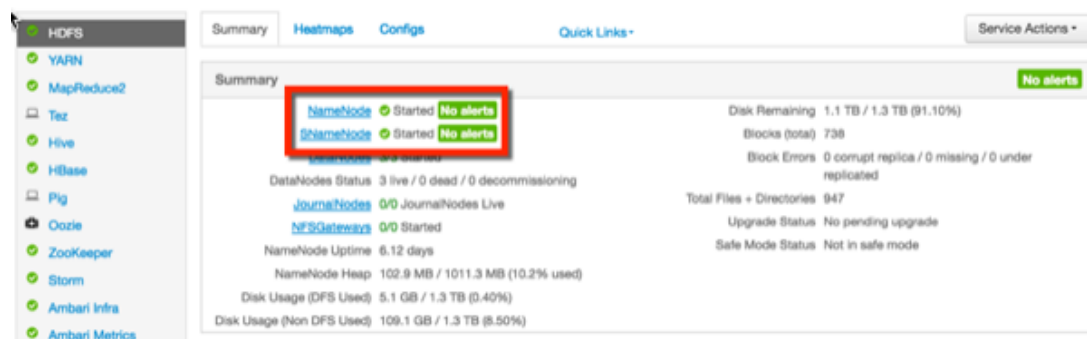 HDFS
YARN
MapReduce2
Tez
Hive
HBase
Pig
Oozie
ZooKeeper
Storm
Ambari Infra
Ambari Metrics
Summary Heatmaps Configs Quick Links Service Actions
Summary No alerts
NameNode Started No alerts
SNameNode Started No alerts
DataNodes 3/3 Started
DataNodes Status 3 live / 0 dead / 0 decommissioning
JournalNodes 0/0 JournalNodes Live
NFSGateways 0/0 Started
NameNode Uptime 6.12 days
NameNode Heap 102.9 MB / 1011.3 MB (10.2% used)
Disk Usage (DFS Used) 5.1 GB / 1.3 TB (0.40%)
Disk Usage (Non DFS Used) 109.1 GB / 1.3 TB (8.50%)
Disk Remaining 1.1 TB / 1.3 TB (91.10%)
Blocks (total) 738
Block Errors 0 corrupt replica / 0 missing / 0 under
replicated
Total Files + Directories 947
Upgrade Status No pending upgrade
Safe Mode Status Not in safe mode